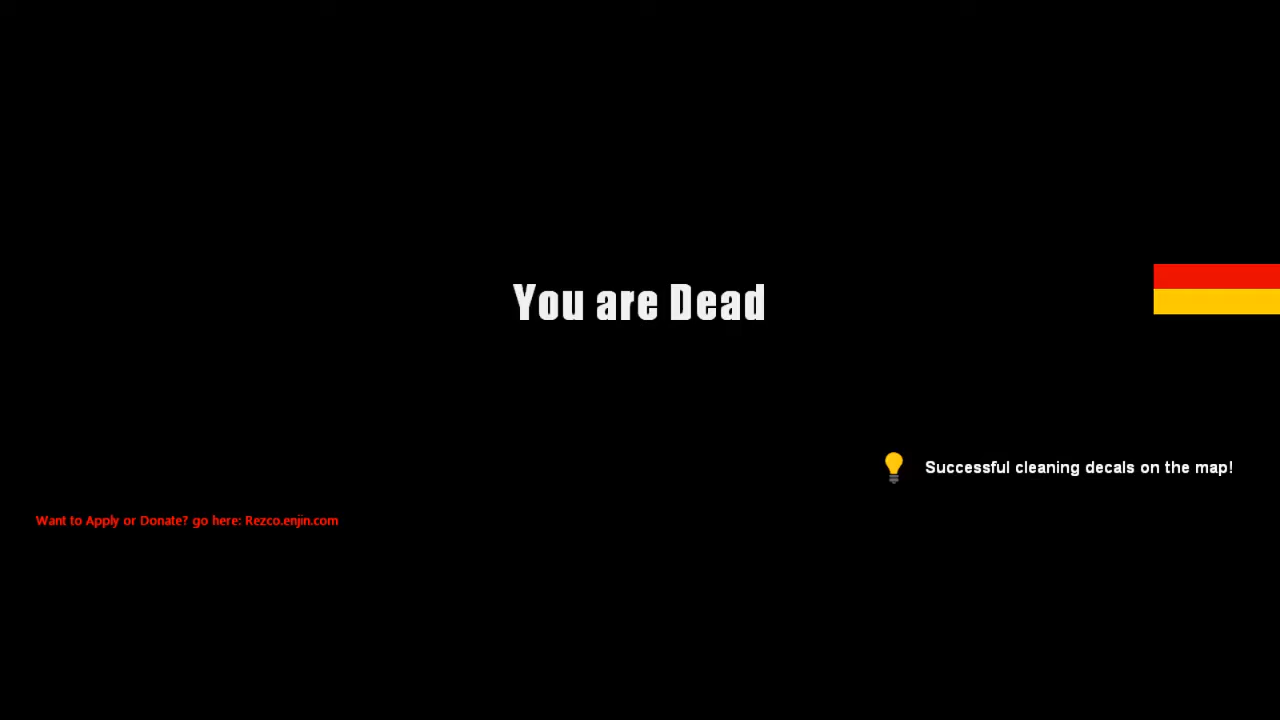 You are Dead
Successful cleaning decals on the map!
Want to Apply or Donate? go here: Rezco.enjin.com